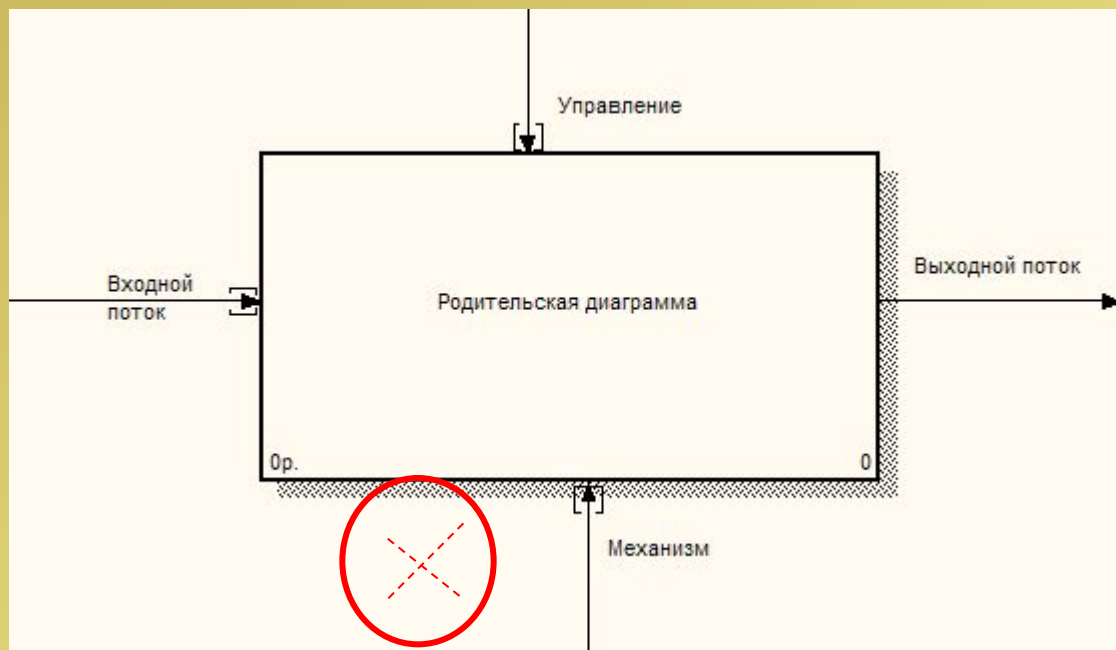 Управление
Входной
поток
Выходной поток
Родительская диаграмма
0р.
0
Механизм